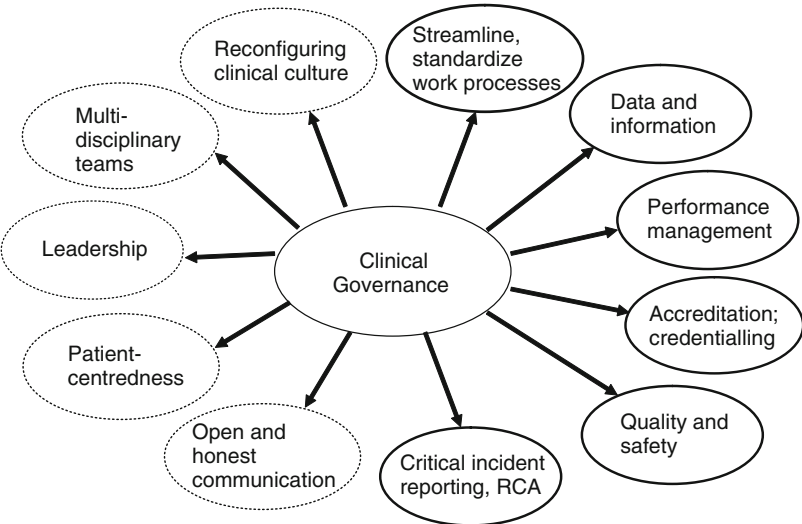 Reconfiguring
clinical culture
Streamline,
standardize
work processes
Data and
information
Performance
management
Accreditation;
credentialling
Quality and
safety
Critical incident
reporting, RCA
Open and
honest
communication
Patient-
centredness
Leadership
Multi-
disciplinary
teams
Clinical
Governance